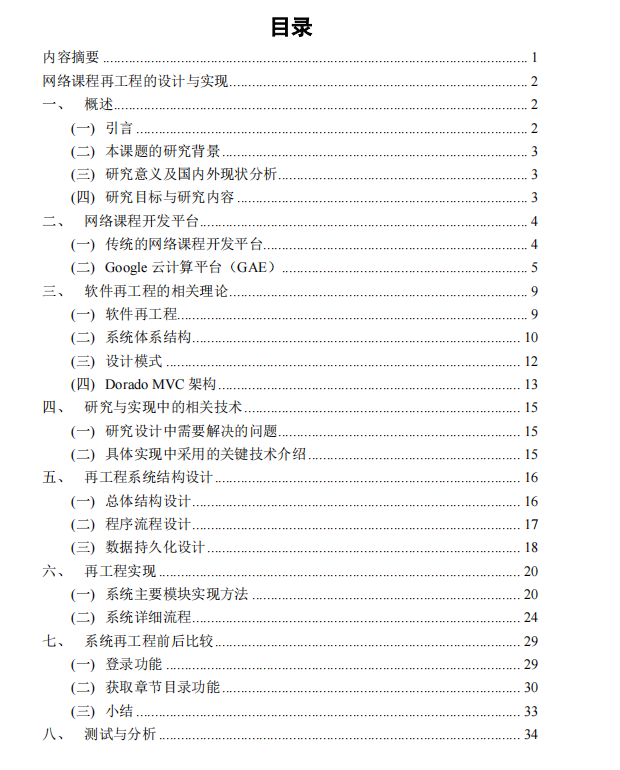 目录
内容摘要 ........................................ 1
网络课程再工程的设计与实现 ........................................ 2
一、 概述 ........................................ 2
(一) 引言 ........................................ 2
(二) 本课题的研究背景 ........................................ 3
(三) 研究意义及国内外现状分析 ........................................ 3
(四) 研究目标与研究内容 ........................................ 3
二、 网络课程开发平台 ........................................ 4
(一) 传统的网络课程开发平台 ........................................ 4
(二) Google 云计算平台（GAE） ........................................ 5
三、 软件再工程的相关理论 ........................................ 9
(一) 软件再工程 ........................................ 9
(二) 系统体系结构 ........................................ 10
(三) 设计模式 ........................................ 12
(四) Dorado MVC 架构 ........................................ 13
四、 研究与实现中的相关技术 ........................................ 15
(一) 研究设计中需要解决的问题 ........................................ 15
(二) 具体实现中采用的关键技术介绍 ........................................ 15
五、 再工程系统结构设计 ........................................ 16
(一) 总体结构设计 ........................................ 16
(二) 程序流程设计 ........................................ 17
(三) 数据持久化设计 ........................................ 18
六、 再工程实现 ........................................ 20
(一) 系统主要模块实现方法 ........................................ 20
(二) 系统详细流程 ........................................ 24
七、 系统再工程前后比较 ........................................ 29
(一) 登录功能 ........................................ 29
(二) 获取章节目录功能 ........................................ 30
(三) 小结 ........................................ 33
八、 测试与分析 ........................................ 34